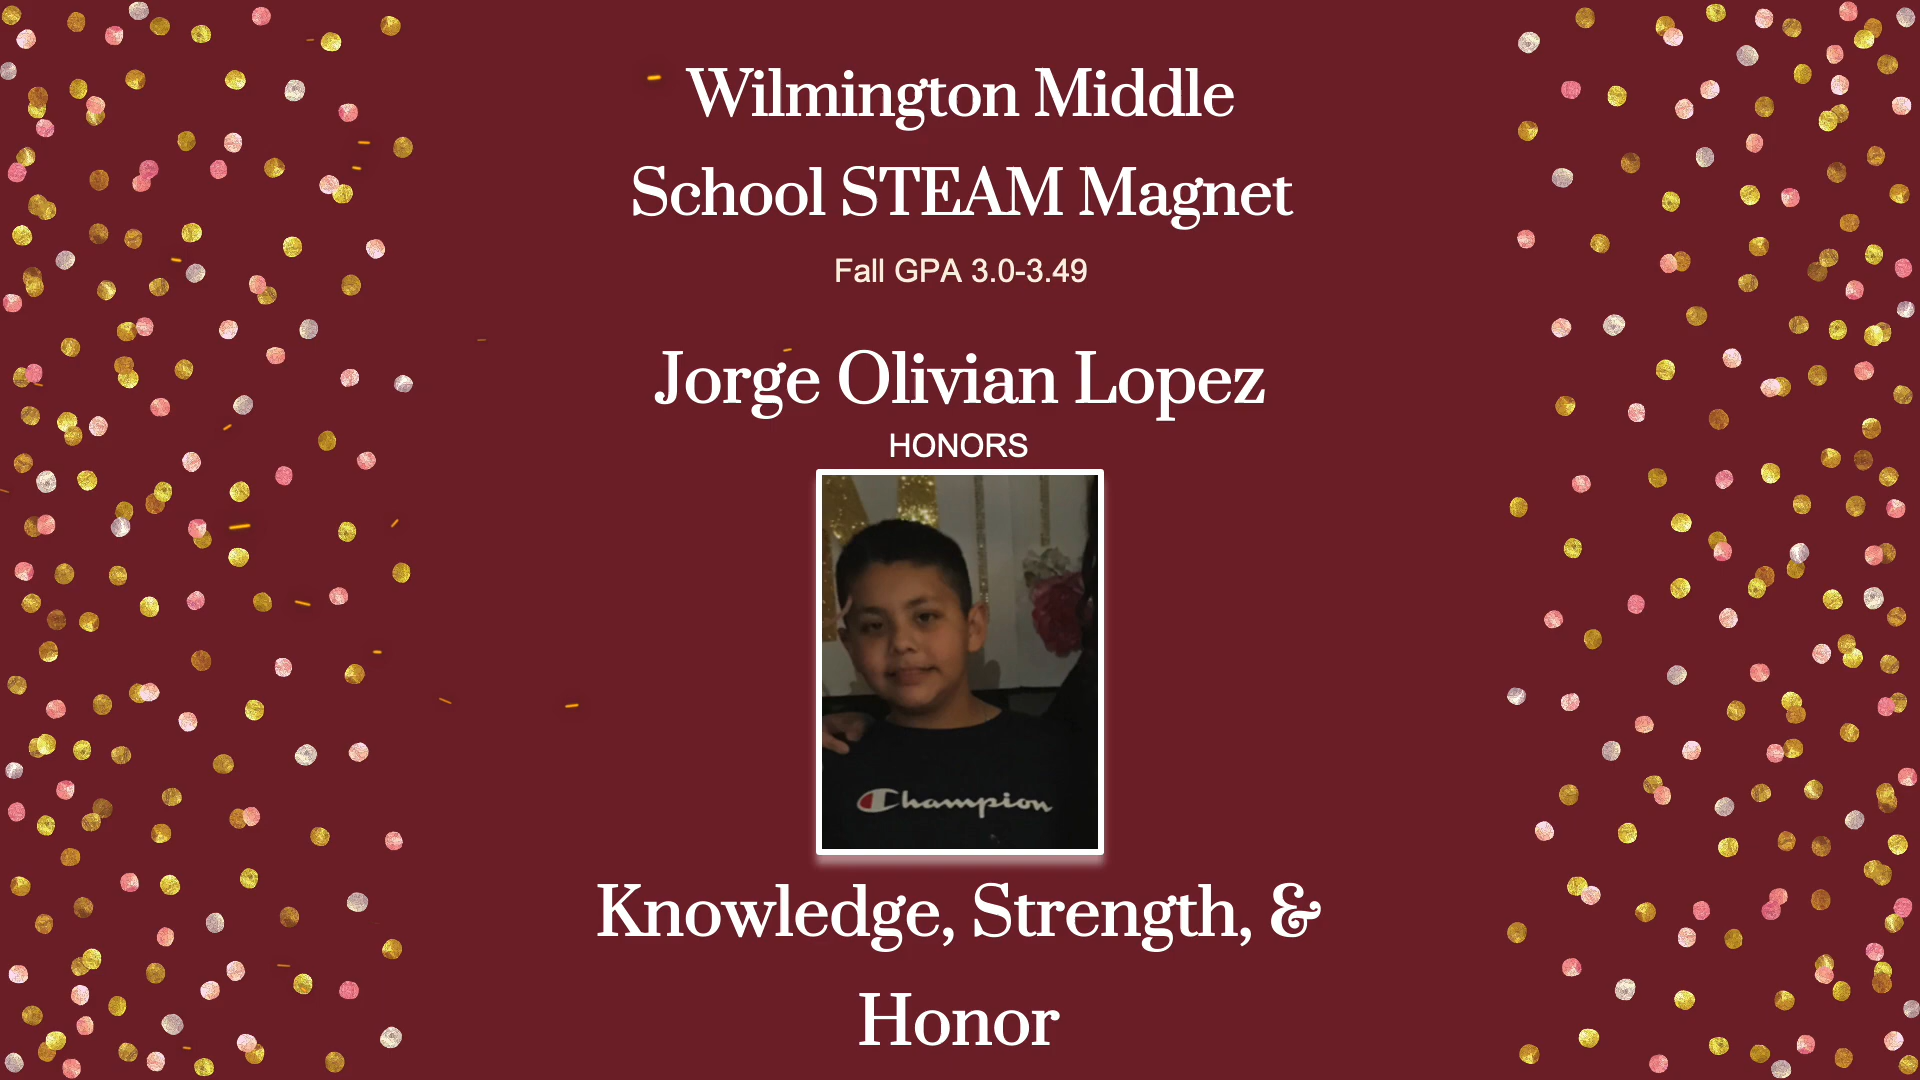 Wilmington Middle
School STEAM Magnet
Fall GPA 3.0-3.49
Jorge Olivian Lopez
HONORS
Champion
Knowledge, Strength, &
Honor